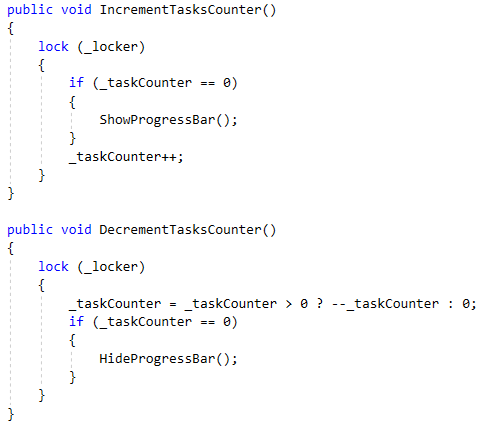 public void IncrementTasksCounter()
{
    lock (_locker)
    {
        if (_taskCounter == 0)
        {
            ShowProgressBar();
        }
        _taskCounter++;
    }
}

public void DecrementTasksCounter()
{
    lock (_locker)
    {
        _taskCounter = _taskCounter > 0 ? --_taskCounter : 0;
        if (_taskCounter == 0)
        {
            HideProgressBar();
        }
    }
}